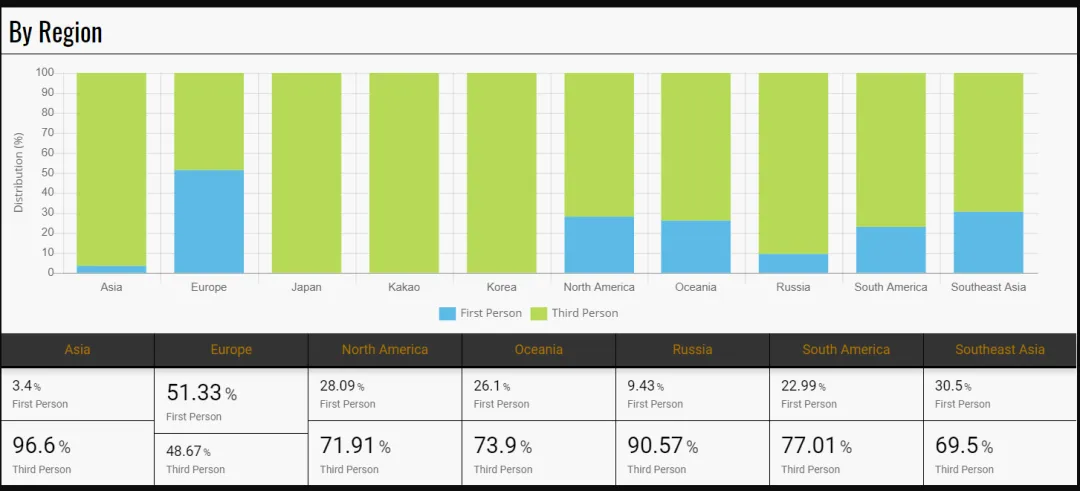 By Region
Distribution (%)
100
90
80
70
60
50
40
30
20
10
0
Asia Europe Japan Kakao Korea North America Oceania Russia South America Southeast Asia
First Person Third Person
Asia Europe North America Oceania Russia South America Southeast Asia
3.4 % 51.33 % 28.09 % 26.1 % 9.43 % 22.99 % 30.5 %
First Person First Person First Person First Person First Person First Person First Person
96.6 % 48.67 % 71.91 % 73.9 % 90.57 % 77.01 % 69.5 %
Third Person Third Person Third Person Third Person Third Person Third Person Third Person